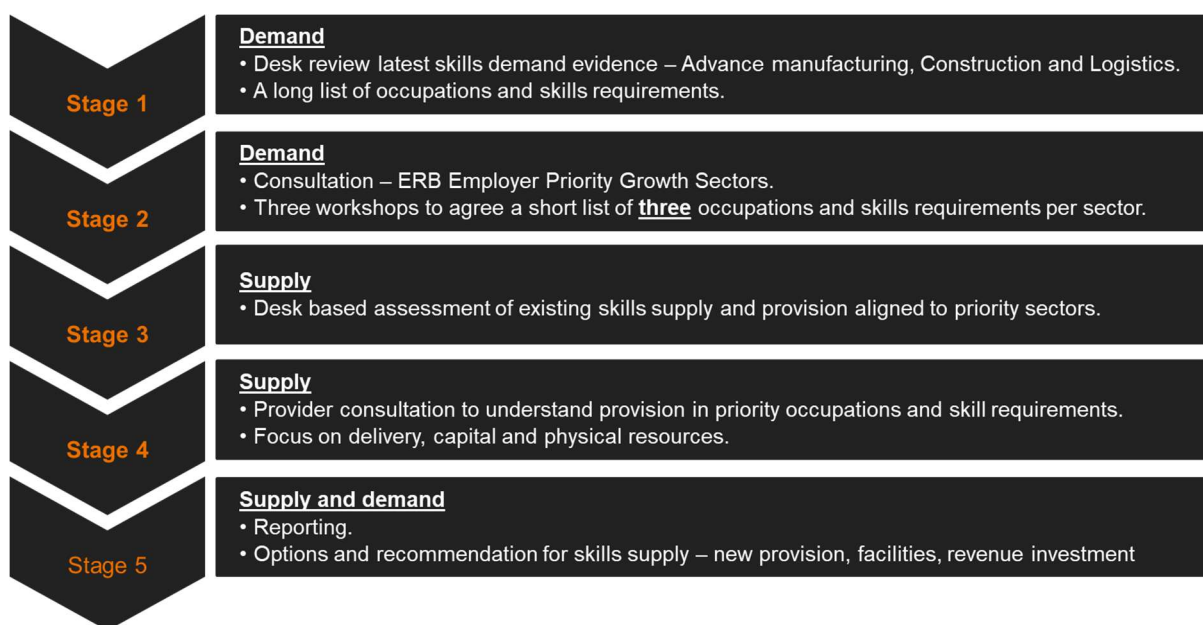 Stage 1
Demand
• Desk review latest skills demand evidence – Advance manufacturing, Construction and Logistics.
• A long list of occupations and skills requirements.
Stage 2
Demand
• Consultation – ERB Employer Priority Growth Sectors.
• Three workshops to agree a short list of three occupations and skills requirements per sector.
Stage 3
Supply
• Desk based assessment of existing skills supply and provision aligned to priority sectors.
Stage 4
Supply
• Provider consultation to understand provision in priority occupations and skill requirements.
• Focus on delivery, capital and physical resources.
Stage 5
Supply and demand
• Reporting.
• Options and recommendation for skills supply – new provision, facilities, revenue investment